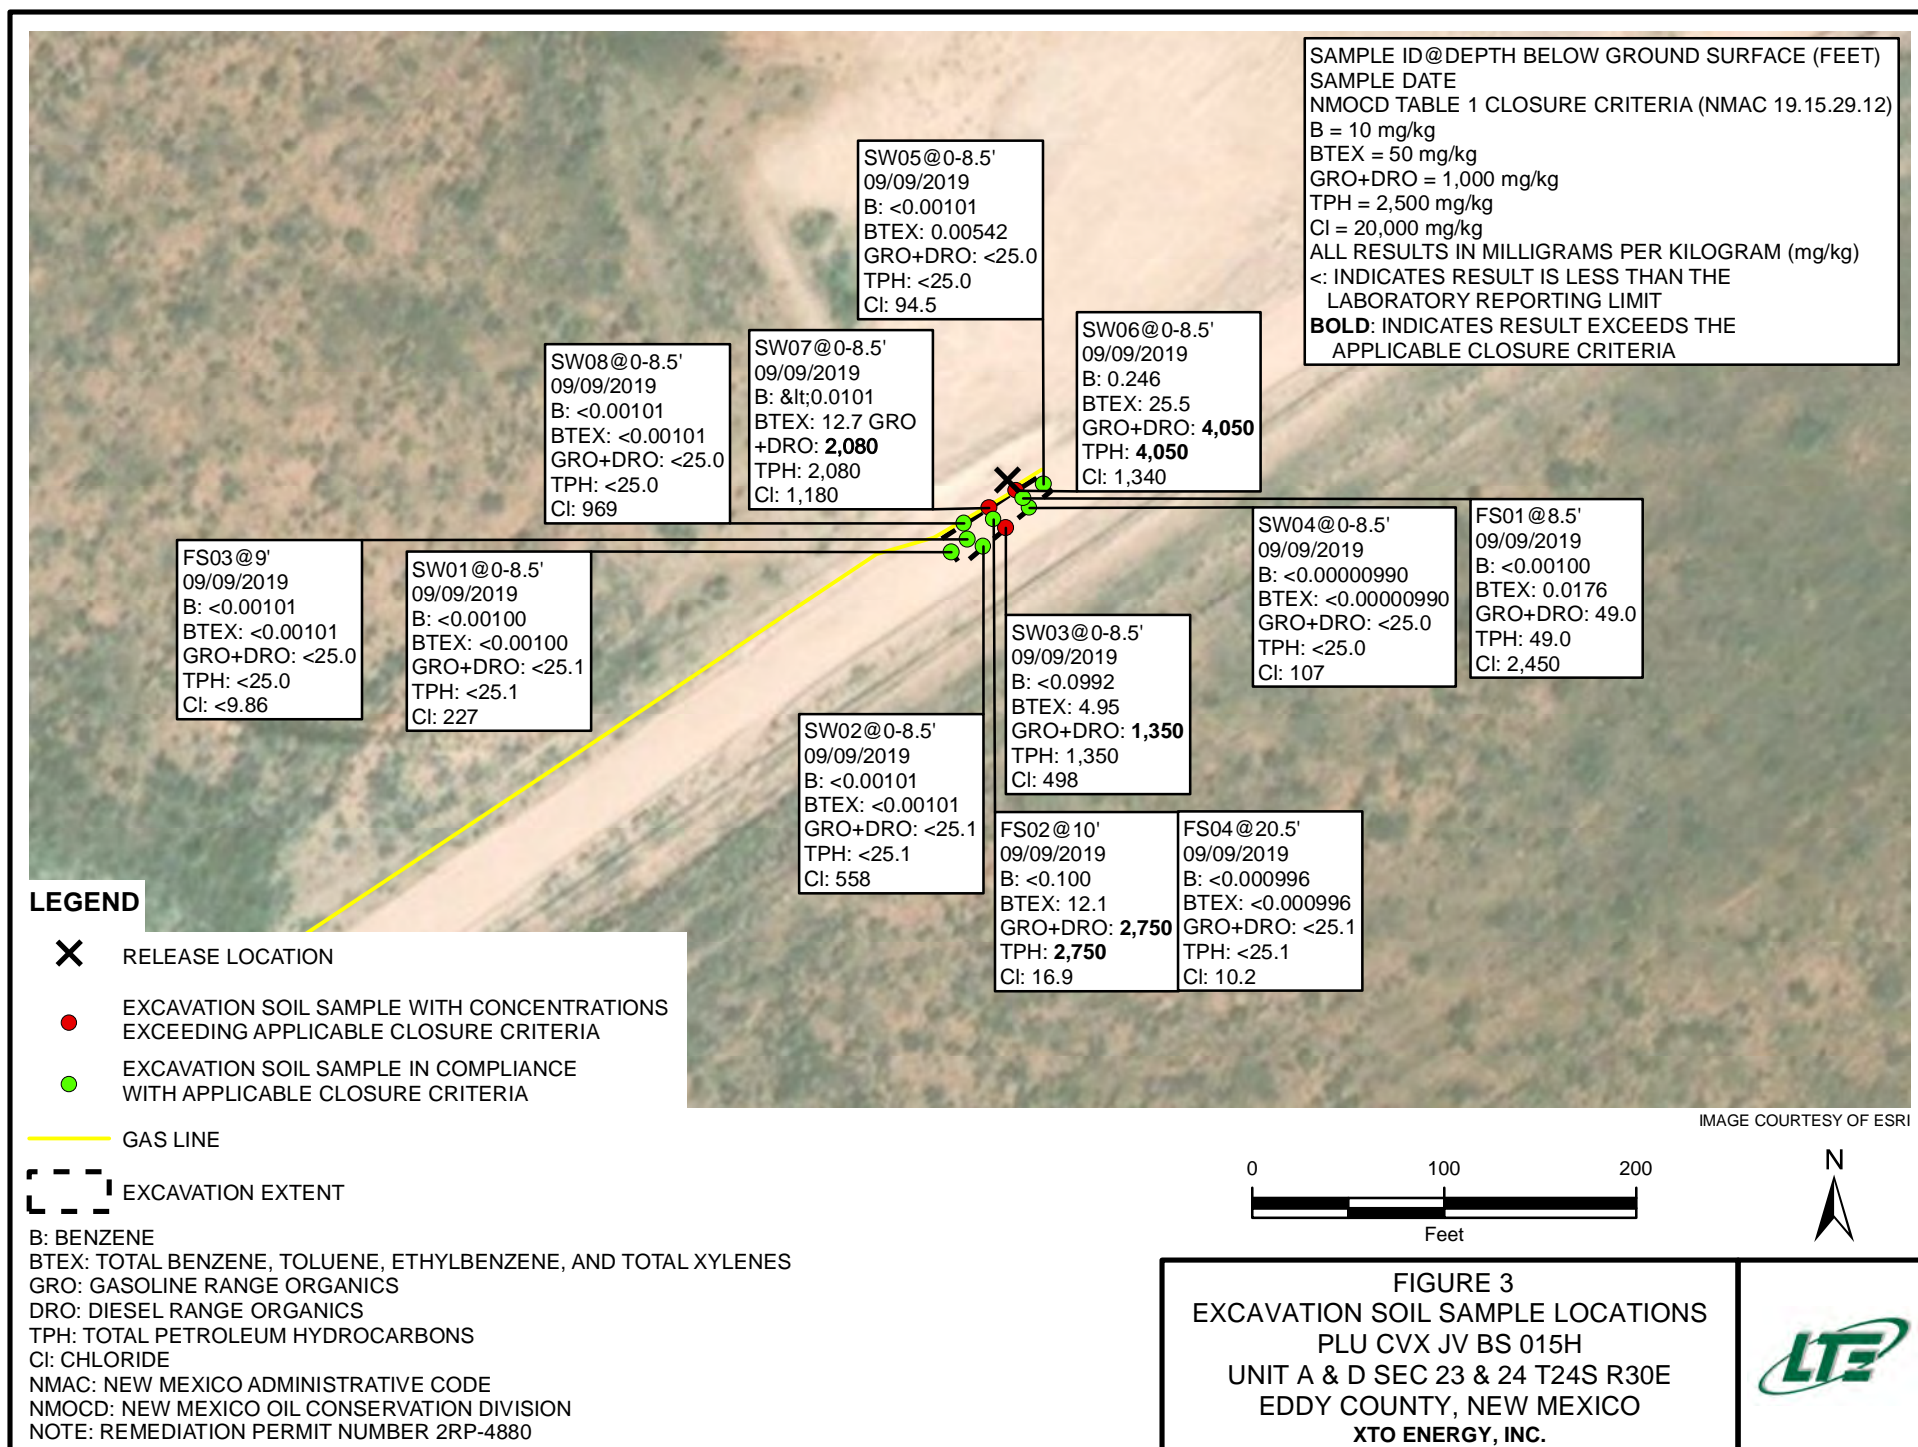 SAMPLE ID@DEPTH BELOW GROUND SURFACE (FEET)
SAMPLE DATE
NMOCD TABLE 1 CLOSURE CRITERIA (NMAC 19.15.29.12)
B = 10 mg/kg
BTEX = 50 mg/kg
GRO+DRO = 1,000 mg/kg
TPH = 2,500 mg/kg
Cl = 20,000 mg/kg
ALL RESULTS IN MILLIGRAMS PER KILOGRAM (mg/kg)
<: INDICATES RESULT IS LESS THAN THE
LABORATORY REPORTING LIMIT
BOLD: INDICATES RESULT EXCEEDS THE
APPLICABLE CLOSURE CRITERIA
SW05@0-8.5'
09/09/2019
B: <0.00101
BTEX: 0.00542
GRO+DRO: <25.0
TPH: <25.0
Cl: 94.5
SW06@0-8.5'
09/09/2019
B: 0.246
BTEX: 25.5
GRO+DRO: 4,050
TPH: 4,050
Cl: 1,340
SW07@0-8.5'
09/09/2019
B: &lt;0.0101
BTEX: 12.7 GRO
+DRO: 2,080
TPH: 2,080
Cl: 1,180
SW08@0-8.5'
09/09/2019
B: <0.00101
BTEX: <0.00101
GRO+DRO: <25.0
TPH: <25.0
Cl: 969
FS03@9'
09/09/2019
B: <0.00101
BTEX: <0.00101
GRO+DRO: <25.0
TPH: <25.0
Cl: <9.86
SW01@0-8.5'
09/09/2019
B: <0.00100
BTEX: <0.00100
GRO+DRO: <25.1
TPH: <25.1
Cl: 227
SW04@0-8.5'
09/09/2019
B: <0.00000990
BTEX: <0.00000990
GRO+DRO: <25.0
TPH: <25.0
Cl: 107
FS01@8.5'
09/09/2019
B: <0.00100
BTEX: 0.0176
GRO+DRO: 49.0
TPH: 49.0
Cl: 2,450
SW03@0-8.5'
09/09/2019
B: <0.0992
BTEX: 4.95
GRO+DRO: 1,350
TPH: 1,350
Cl: 498
SW02@0-8.5'
09/09/2019
B: <0.00101
BTEX: <0.00101
GRO+DRO: <25.1
TPH: <25.1
Cl: 558
FS02@10'
09/09/2019
B: <0.100
BTEX: 12.1
GRO+DRO: 2,750
TPH: 2,750
Cl: 16.9
FS04@20.5'
09/09/2019
B: <0.000996
BTEX: <0.000996
GRO+DRO: <25.1
TPH: <25.1
Cl: 10.2
LEGEND
RELEASE LOCATION
EXCAVATION SOIL SAMPLE WITH CONCENTRATIONS
EXCEEDING APPLICABLE CLOSURE CRITERIA
EXCAVATION SOIL SAMPLE IN COMPLIANCE
WITH APPLICABLE CLOSURE CRITERIA
GAS LINE
EXCAVATION EXTENT
B: BENZENE
BTEX: TOTAL BENZENE, TOLUENE, ETHYLBENZENE, AND TOTAL XYLENES
GRO: GASOLINE RANGE ORGANICS
DRO: DIESEL RANGE ORGANICS
TPH: TOTAL PETROLEUM HYDROCARBONS
Cl: CHLORIDE
NMAC: NEW MEXICO ADMINISTRATIVE CODE
NMOCD: NEW MEXICO OIL CONSERVATION DIVISION
NOTE: REMEDIATION PERMIT NUMBER 2RP-4880
IMAGE COURTESY OF ESRI
0 100 200
Feet
N
FIGURE 3
EXCAVATION SOIL SAMPLE LOCATIONS
PLU CVX JV BS 015H
UNIT A & D SEC 23 & 24 T24S R30E
EDDY COUNTY, NEW MEXICO
XTO ENERGY, INC.
LTE